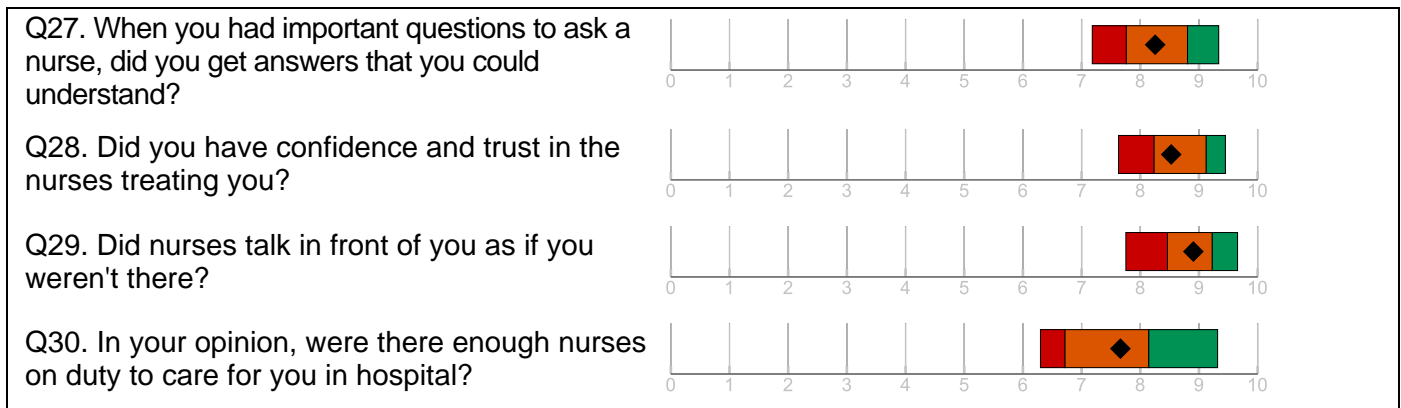 Q27. When you had important questions to ask a
nurse, did you get answers that you could
understand?
0 1 2 3 4 5 6 7 8 9 10
Q28. Did you have confidence and trust in the
nurses treating you?
0 1 2 3 4 5 6 7 8 9 10
Q29. Did nurses talk in front of you as if you
weren't there?
0 1 2 3 4 5 6 7 8 9 10
Q30. In your opinion, were there enough nurses
on duty to care for you in hospital?
0 1 2 3 4 5 6 7 8 9 10